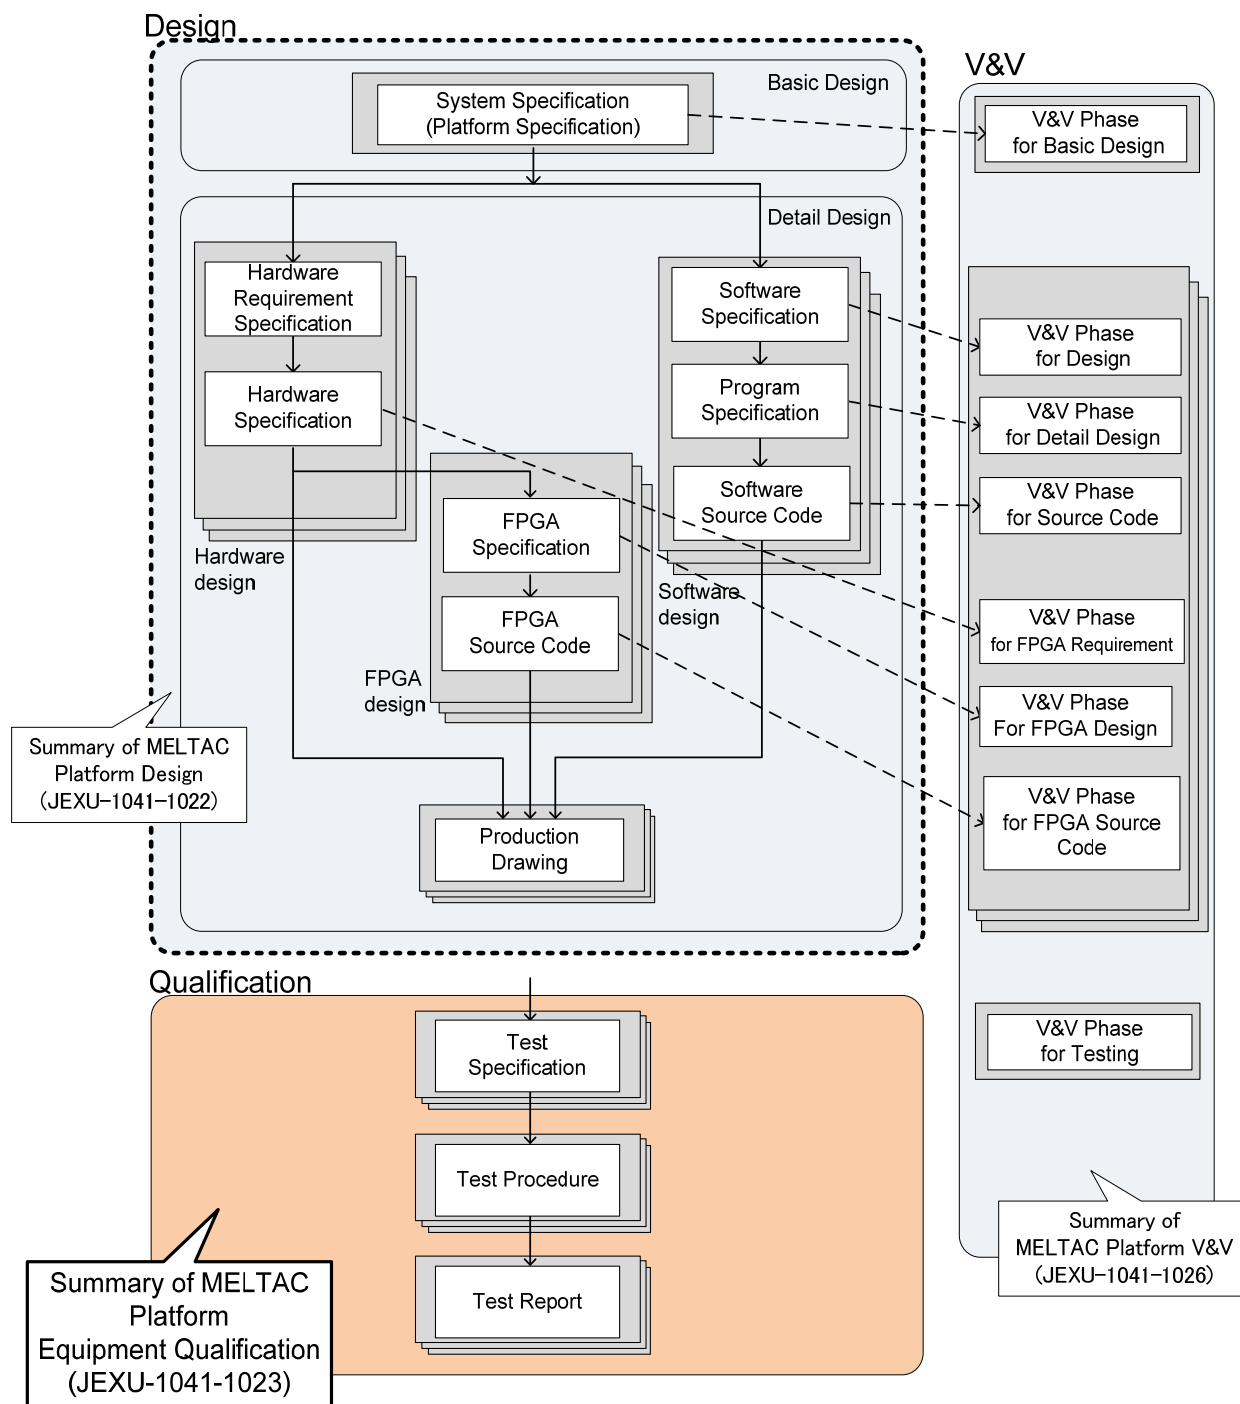 Design
Basic Design
System Specification
(Platform Specification)
Detail Design
Hardware
Requirement
Specification
Hardware
Specification
Hardware
design
Software
Specification
Program
Specification
Software
Source Code
Software
design
FPGA
Specification
FPGA
Source Code
FPGA
design
Production
Drawing
Summary of MELTAC
Platform Design
(JEXU-1041-1022)
V&V
V&V Phase
for Basic Design
V&V Phase
for Design
V&V Phase
for Detail Design
V&V Phase
for Source Code
V&V Phase
for FPGA Requirement
V&V Phase
For FPGA Design
V&V Phase
for FPGA Source
Code
V&V Phase
for Testing
Summary of
MELTAC Platform V&V
(JEXU-1041-1026)
Qualification
Test
Specification
Test Procedure
Test Report
Summary of MELTAC
Platform
Equipment Qualification
(JEXU-1041-1023)